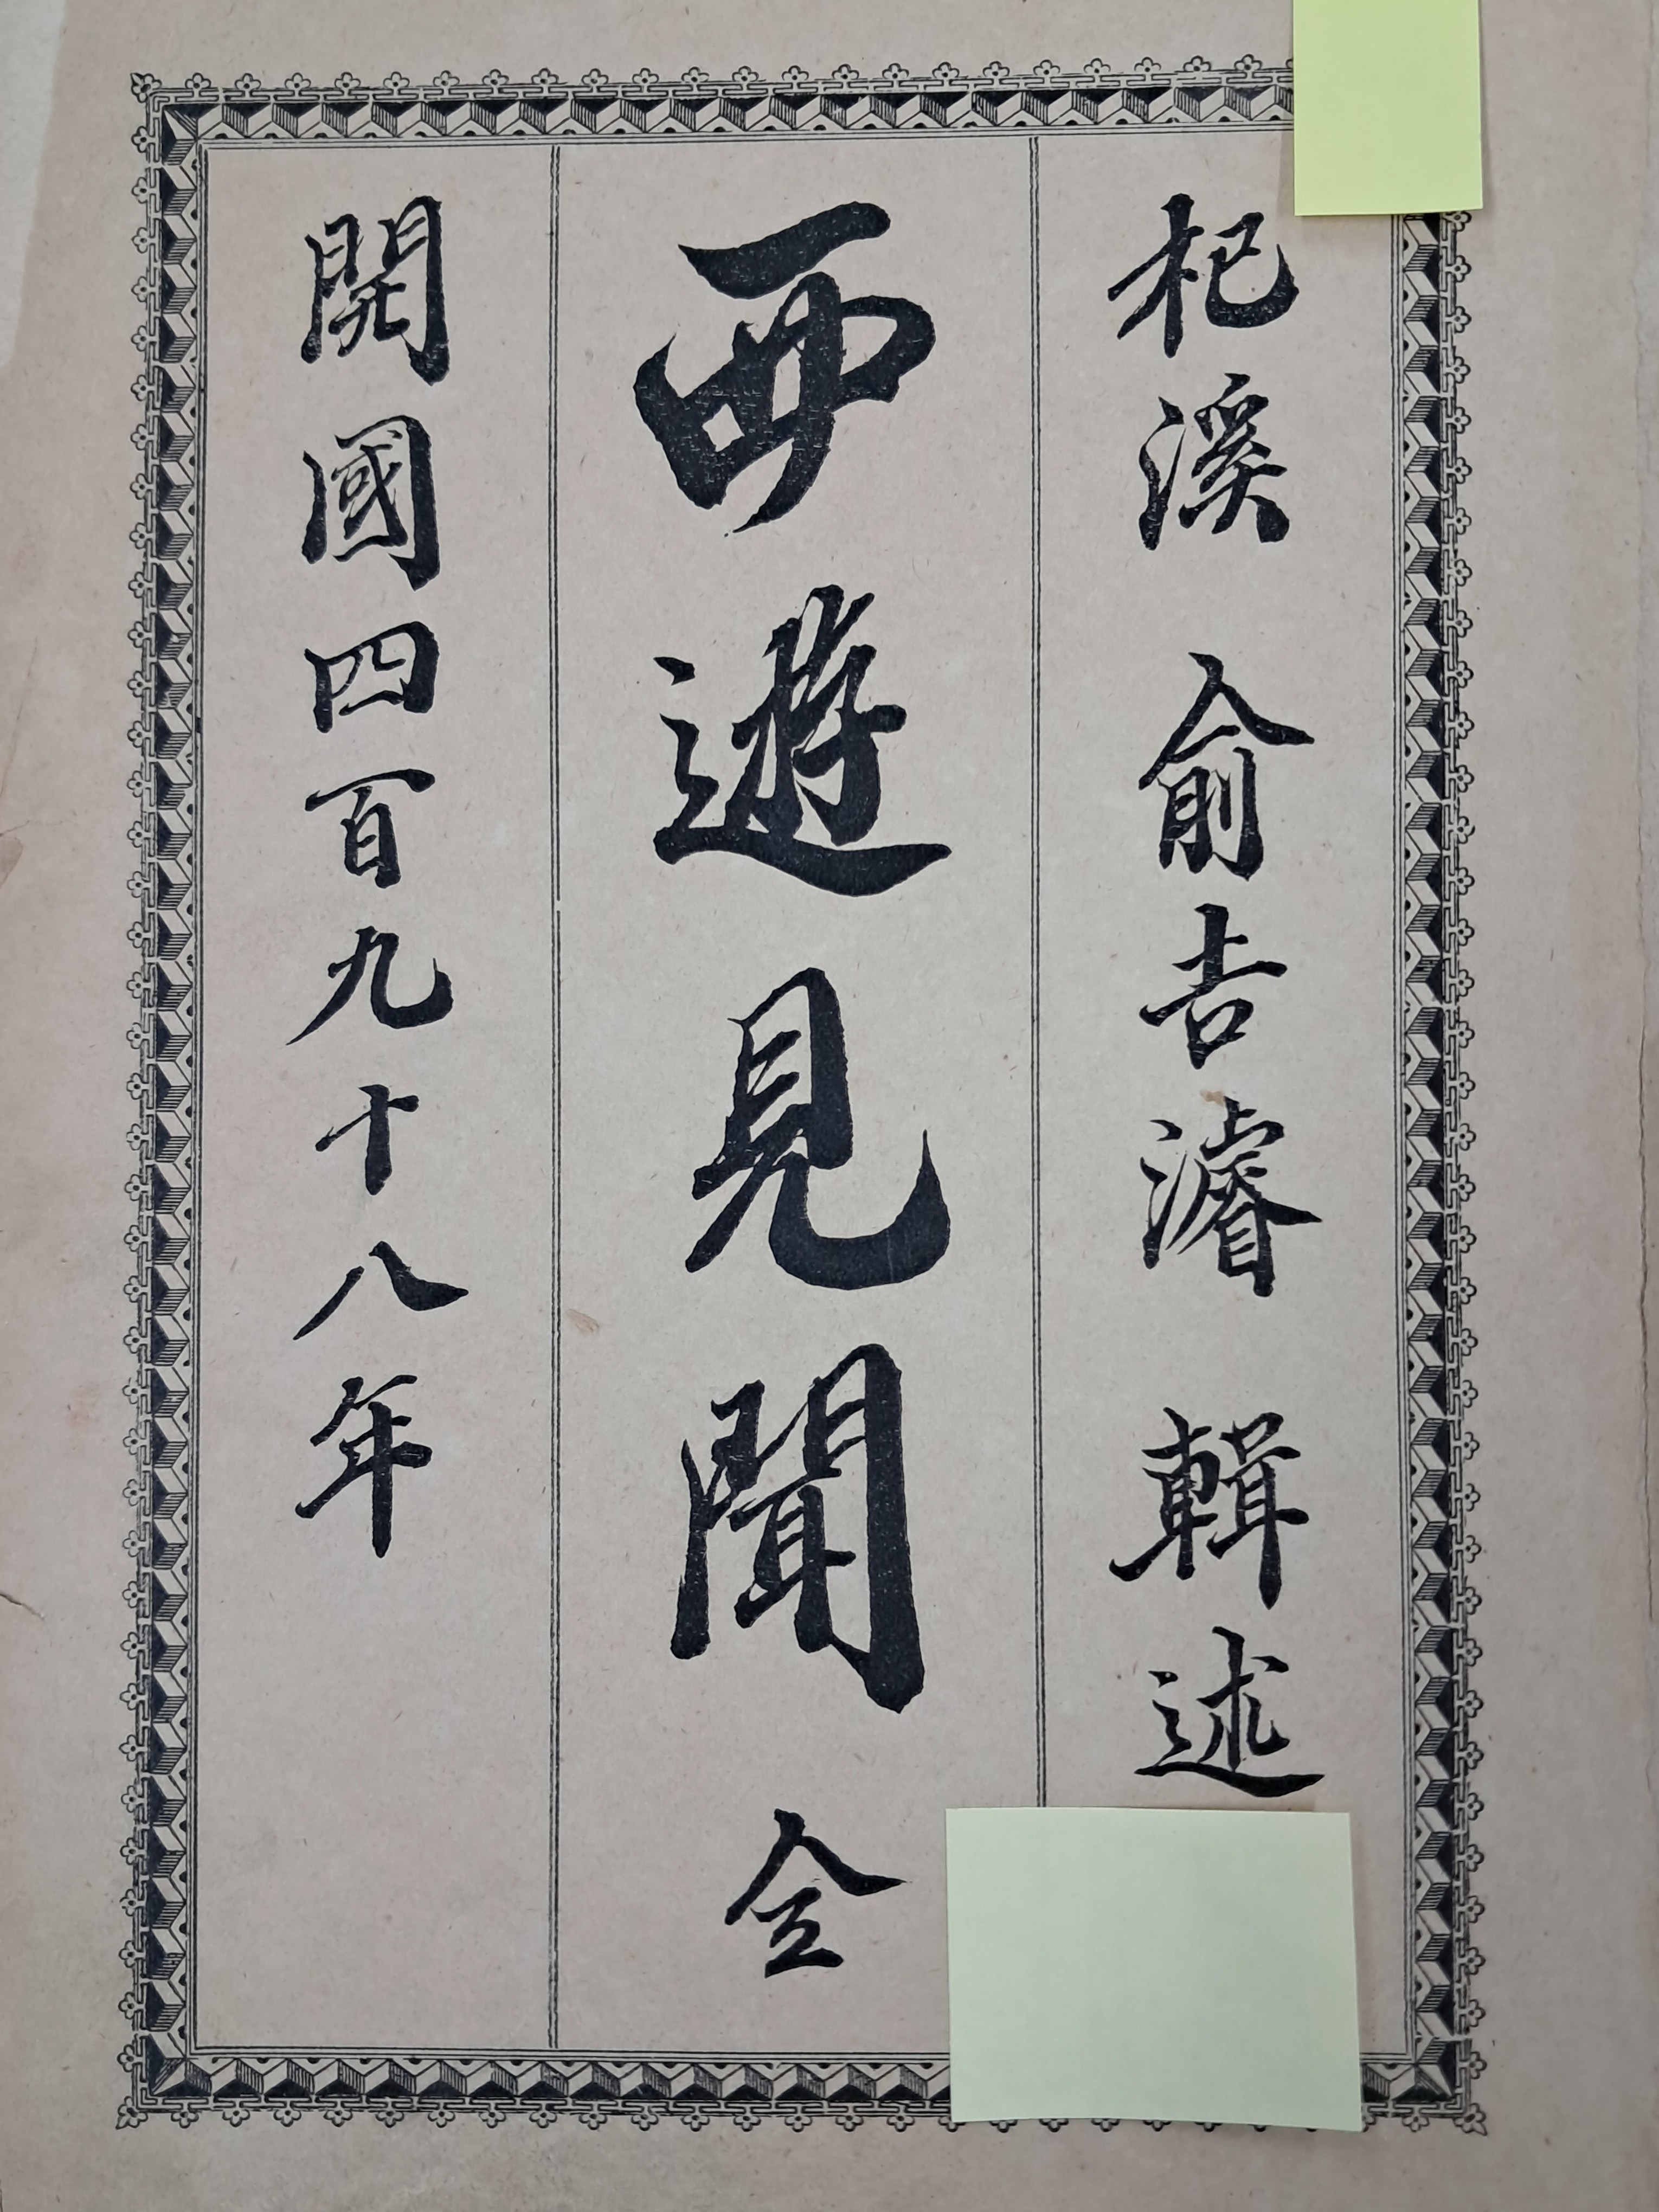 杞溪 俞吉濬 輯述
西遊見聞 全
開國四百九十八年